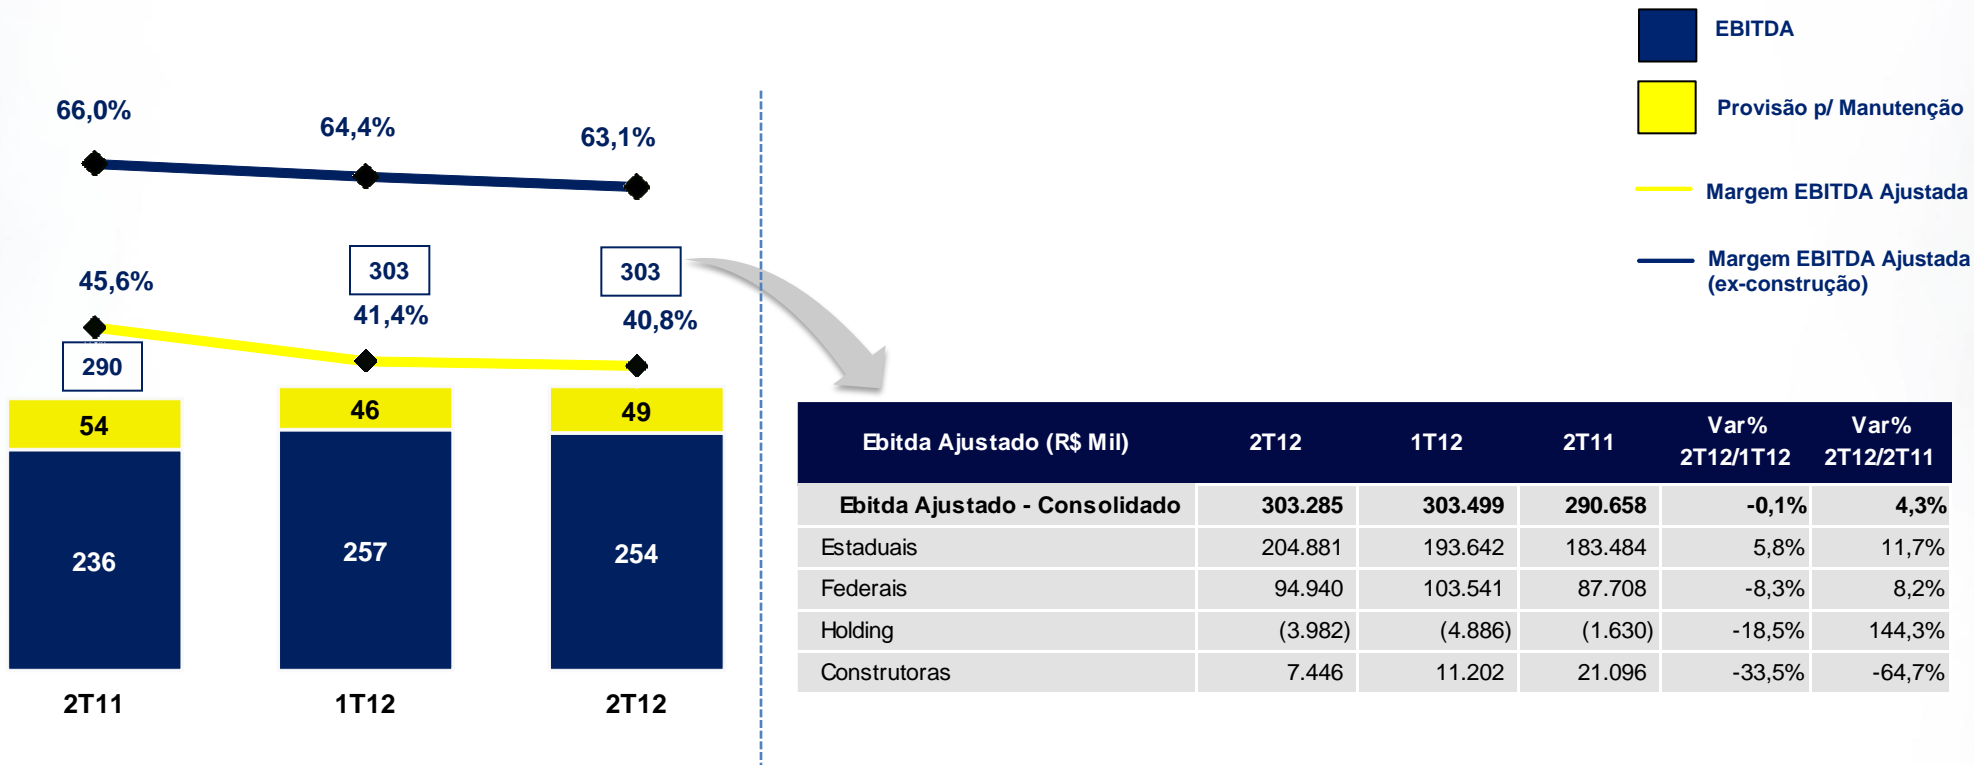 EBITDA
Provisão p/ Manutenção
Margem EBITDA Ajustada
Margem EBITDA Ajustada
(ex-construção)
66,0%
64,4%
63,1%
45,6%
303
303
41,4%
40,8%
290
54
46
49
236
257
254
2T11
1T12
2T12
Ebitda Ajustado (R$ Mil) 2T12 1T12 2T11 Var% 2T12/1T12 Var% 2T12/2T11
Ebitda Ajustado - Consolidado 303.285 303.499 290.658 -0,1% 4,3%
Estaduais 204.881 193.642 183.484 5,8% 11,7%
Federais 94.940 103.541 87.708 -8,3% 8,2%
Holding (3.982) (4.886) (1.630) -18,5% 144,3%
Construtoras 7.446 11.202 21.096 -33,5% -64,7%